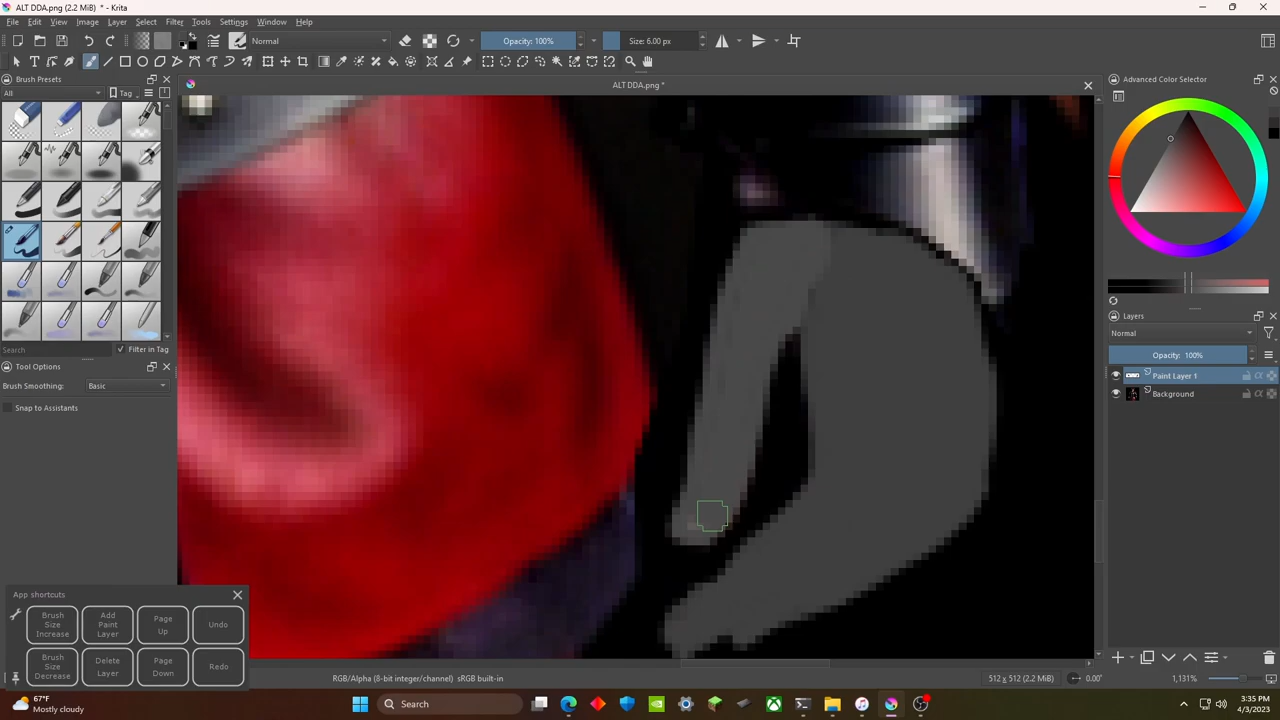 ALT DDA.png (2.2 MiB) * - Krita
File Edit View Image Layer Select Filter Tools Settings Window Help
Normal
Opacity: 100%
Size: 6.00 px
Brush Presets
All
Tag
ALT DDA.png *
Advanced Color Selector
Search
Filter in Tag
Tool Options
Brush Smoothing: Basic
Snap to Assistants
Layers
Normal
Opacity: 100%
Paint Layer 1
Background
App shortcuts
Brush Size Increase
Add Paint Layer
Page Up
Undo
Brush Size Decrease
Delete Layer
Page Down
Redo
RGB/Alpha (8-bit integer/channel) sRGB built-in
512 x 512 (2.2 MiB)
0.00°
1,131%
67°F
Mostly cloudy
Search
3:35 PM
4/3/2023